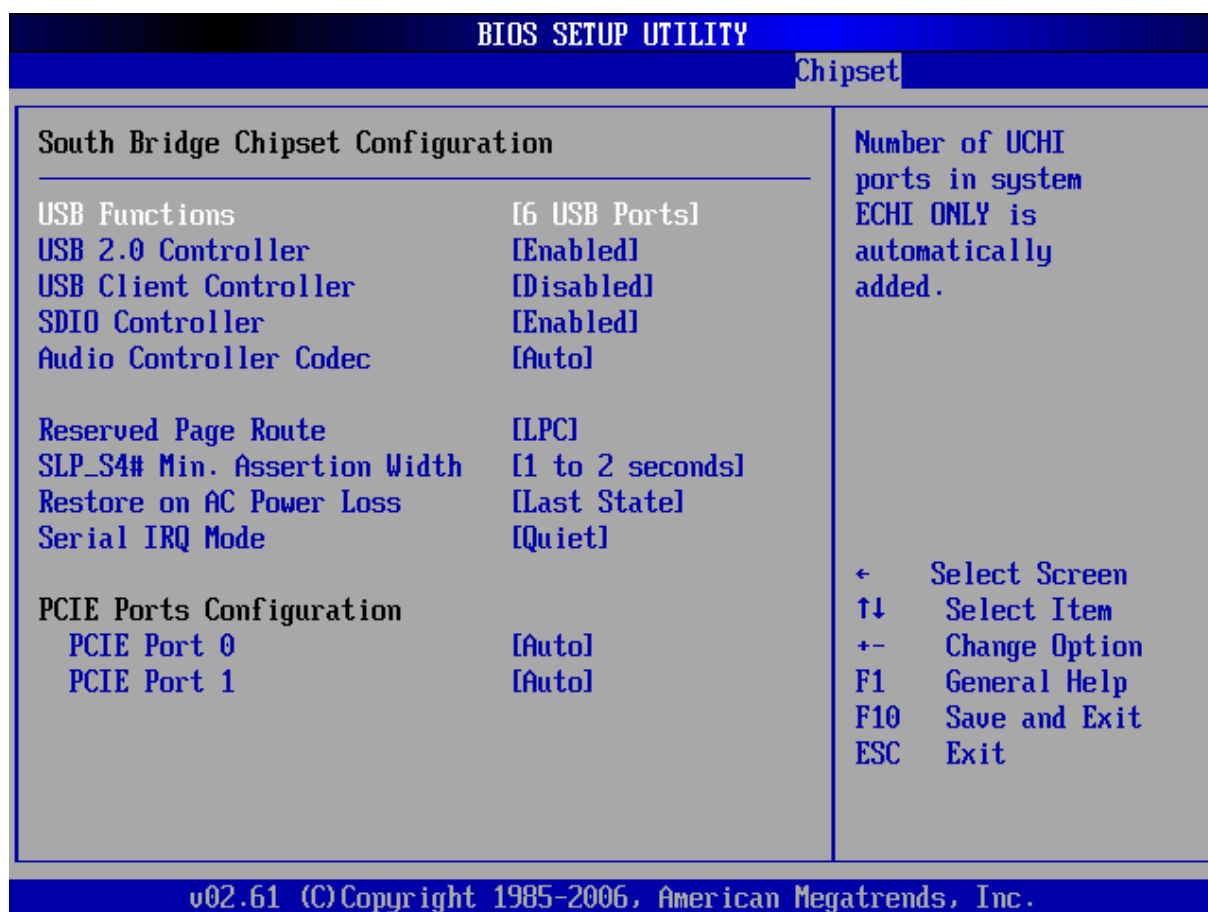 BIOS SETUP UTILITY
Chipset
South Bridge Chipset Configuration
USB Functions [6 USB Ports]
USB 2.0 Controller [Enabled]
USB Client Controller [Disabled]
SDIO Controller [Enabled]
Audio Controller Codec [Auto]
Reserved Page Route [LPC]
SLP_S4# Min. Assertion Width [1 to 2 seconds]
Restore on AC Power Loss [Last State]
Serial IRQ Mode [Quiet]
PCIE Ports Configuration
PCIE Port 0 [Auto]
PCIE Port 1 [Auto]
Number of UCHI
ports in system
ECHI ONLY is
automatically
added.
← Select Screen
↑↓ Select Item
+- Change Option
F1 General Help
F10 Save and Exit
ESC Exit
v02.61 (C)Copyright 1985-2006, American Megatrends, Inc.